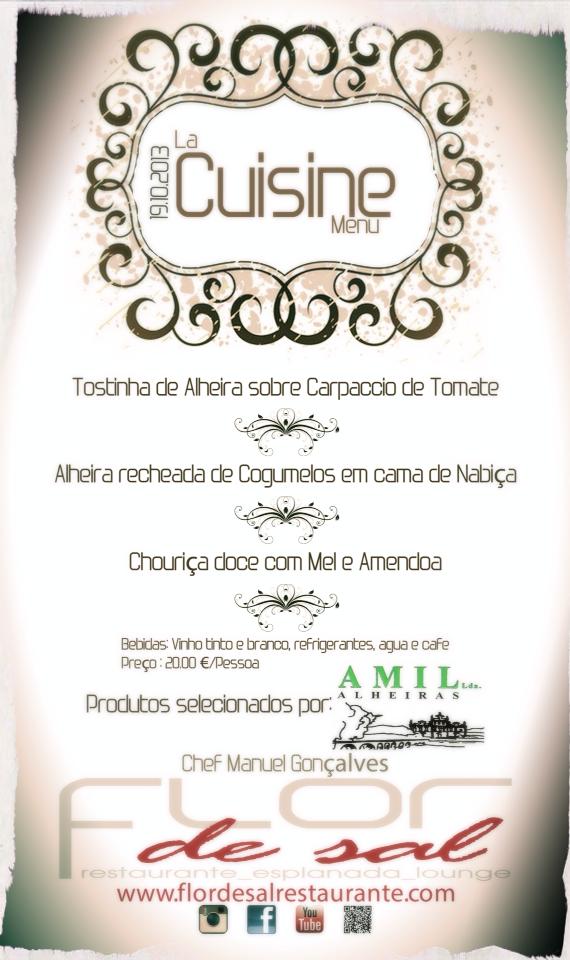 19.10.2013
La
Cuisine
Menu
Tostinha de Alheira sobre Carpaccio de Tomate
Alheira recheada de Cogumelos em cama de Nabiça
Chouriça doce com Mel e Amendoa
Bebidas: Vinho tinto e branco, refrigerantes, agua e cafe
Preço : 20.00 €/Pessoa
Produtos selecionados por:
AMIL Lda.
ALHEIRAS
Chef Manuel Gonçalves
FLOR
de sal
restaurante_esplanada_lounge
www.flordesalrestaurante.com
You
Tube